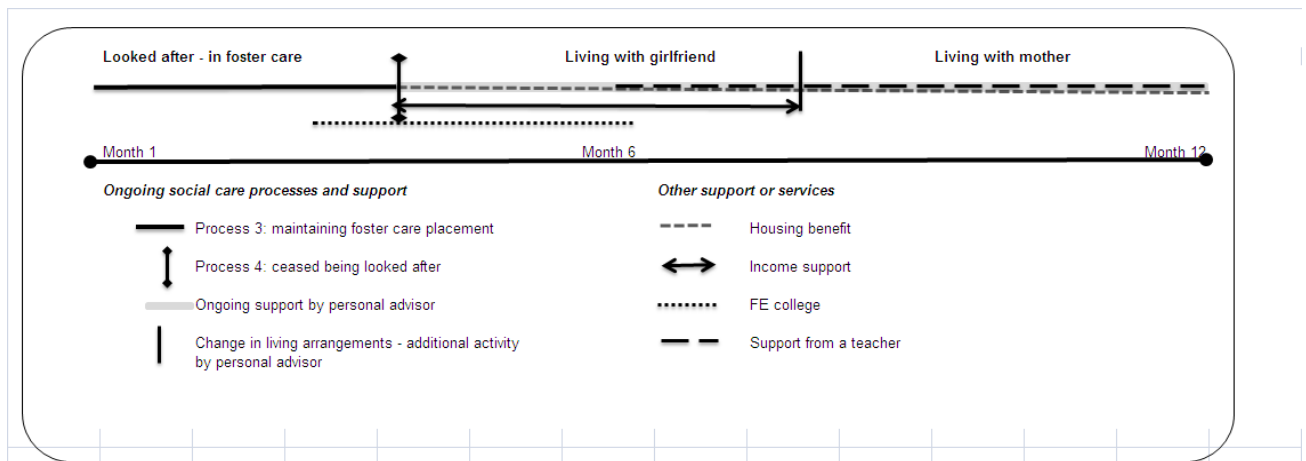 Looked after - in foster care
Living with girlfriend
Living with mother
Month 1
Month 6
Month 12
Ongoing social care processes and support
Process 3: maintaining foster care placement
Process 4: ceased being looked after
Ongoing support by personal advisor
Change in living arrangements - additional activity
by personal advisor
Other support or services
Housing benefit
Income support
FE college
Support from a teacher